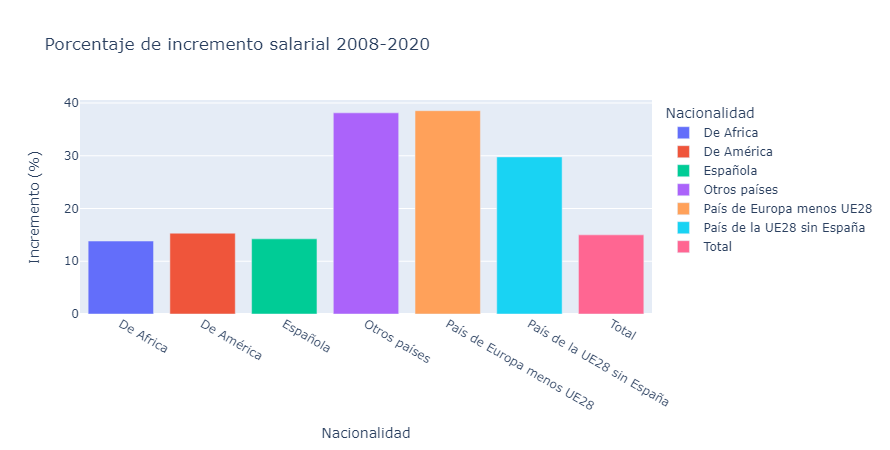 Porcentaje de incremento salarial 2008-2020
Incremento (%)
40
30
20
10
0
De Africa
De América
Española
Otros países
País de Europa menos UE28
País de la UE28 sin España
Total
Nacionalidad
Nacionalidad
De Africa
De América
Española
Otros países
País de Europa menos UE28
País de la UE28 sin España
Total